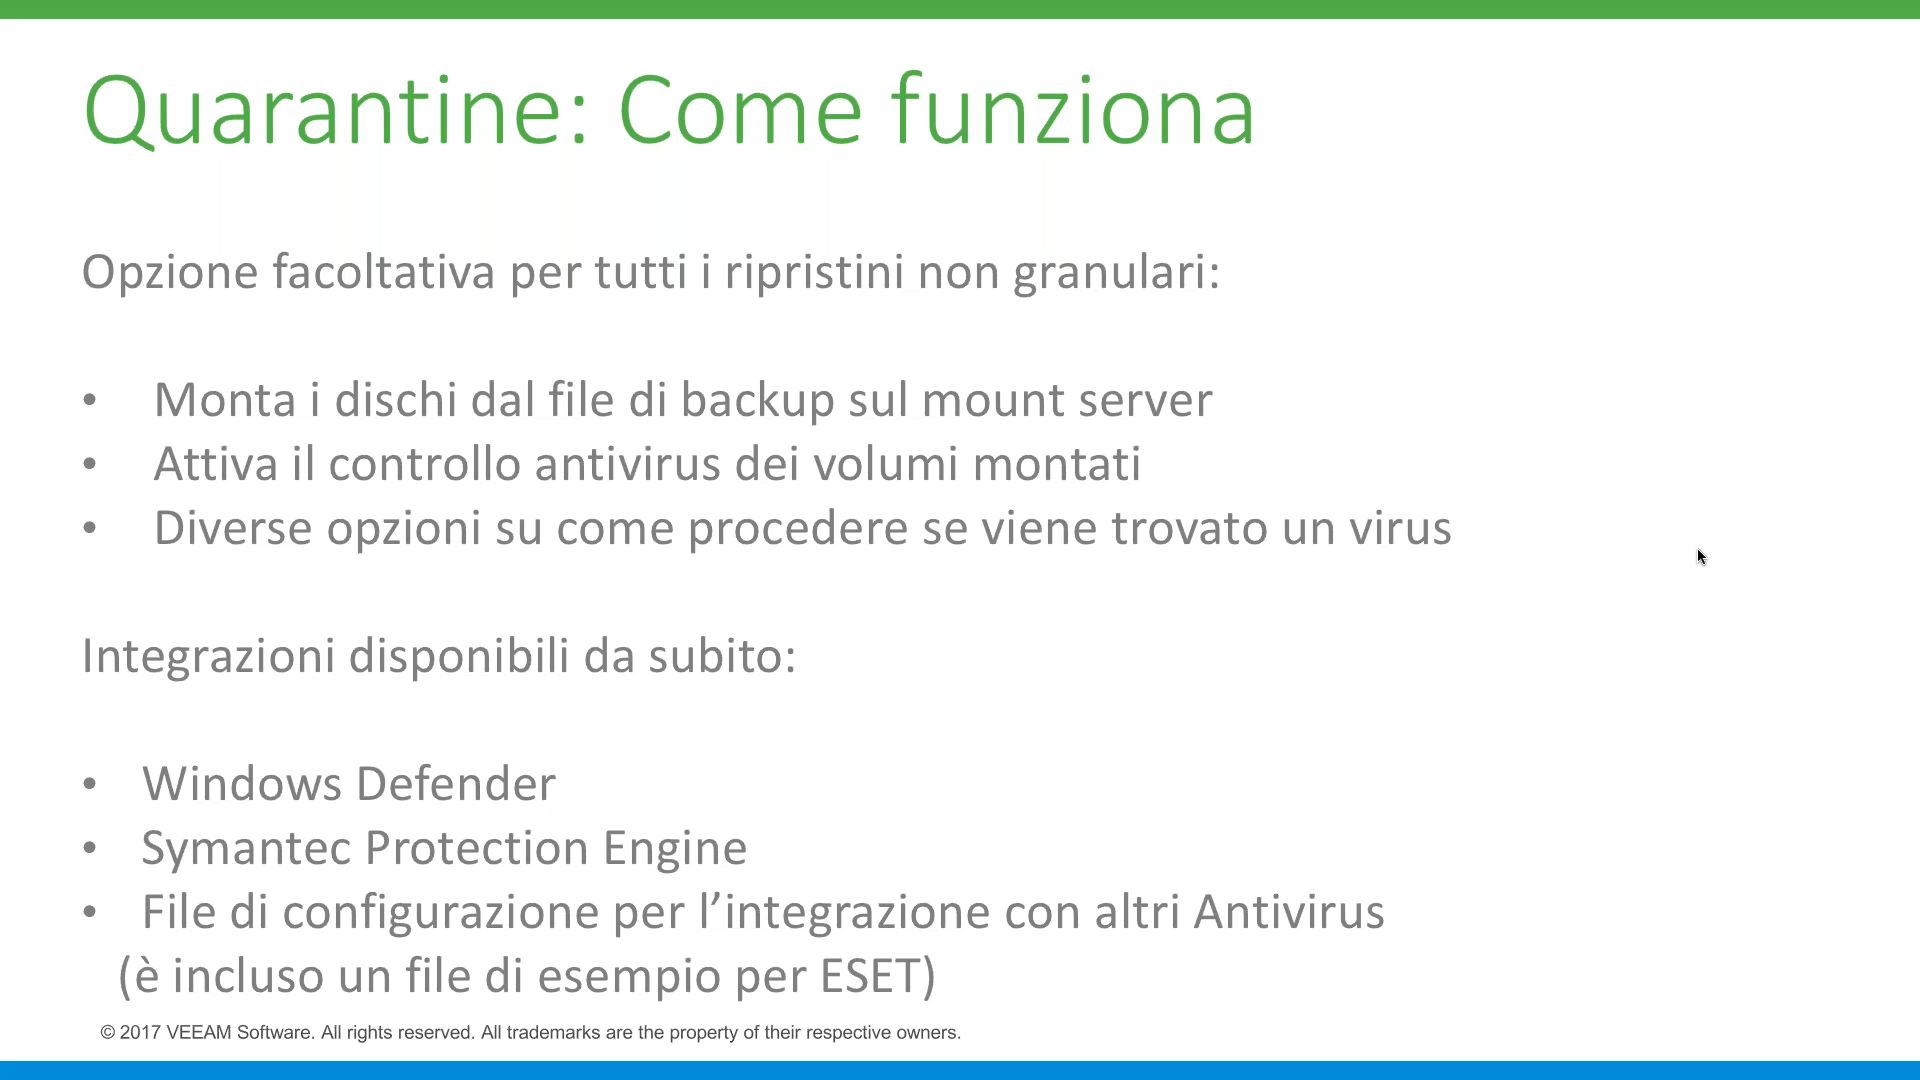 Quarantine: Come funziona
Opzione facoltativa per tutti i ripristini non granulari:
• Monta i dischi dal file di backup sul mount server
• Attiva il controllo antivirus dei volumi montati
• Diverse opzioni su come procedere se viene trovato un virus
Integrazioni disponibili da subito:
• Windows Defender
• Symantec Protection Engine
• File di configurazione per l’integrazione con altri Antivirus
(è incluso un file di esempio per ESET)
© 2017 VEEAM Software. All rights reserved. All trademarks are the property of their respective owners.